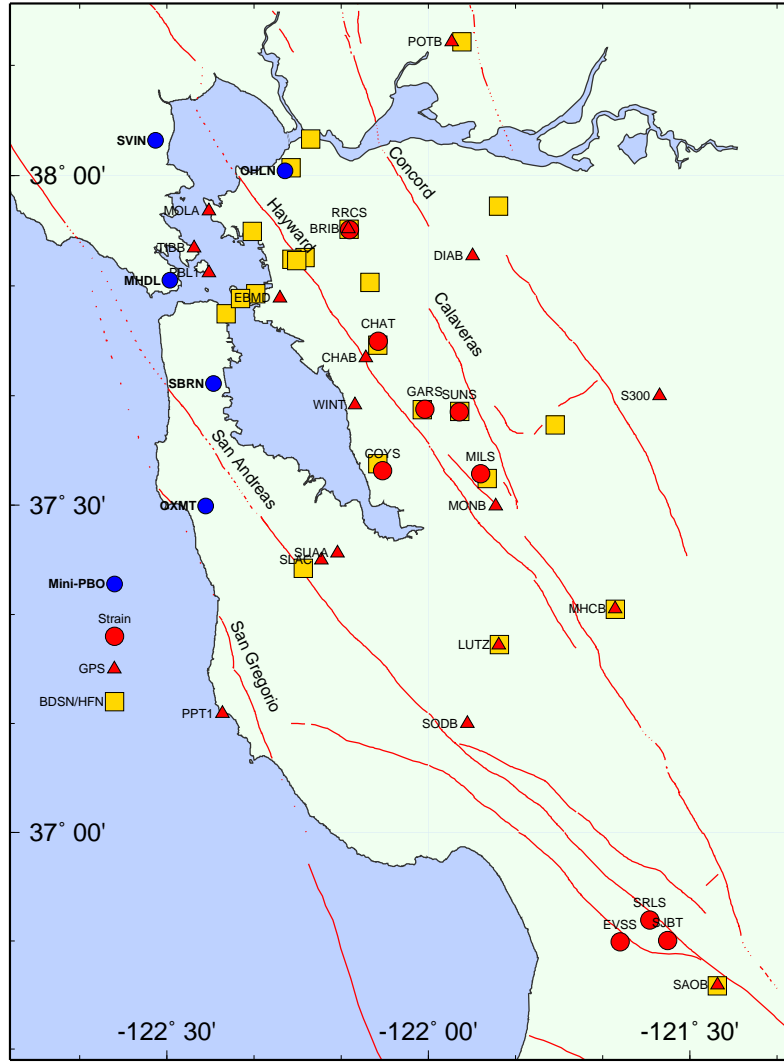 POTB
SVIN
38° 00'
OHLN
Concord
MOLA
RRCS
Hayward
BRIB
TIBB
DIAB
PBL1
MHDL
EBMD
Calaveras
CHAT
CHAB
SBRN
GARS
SUNS
S300
WINT
San Andreas
COYS
MILS
37° 30'
OXMT
MONB
SUAA
SLAC
Mini-PBO
MHCB
Strain
San Gregorio
LUTZ
GPS
BDSN/HFN
PPT1
SODB
37° 00'
SRLS
EVSS
SJBT
SAOB
-122° 30'
-122° 00'
-121° 30'